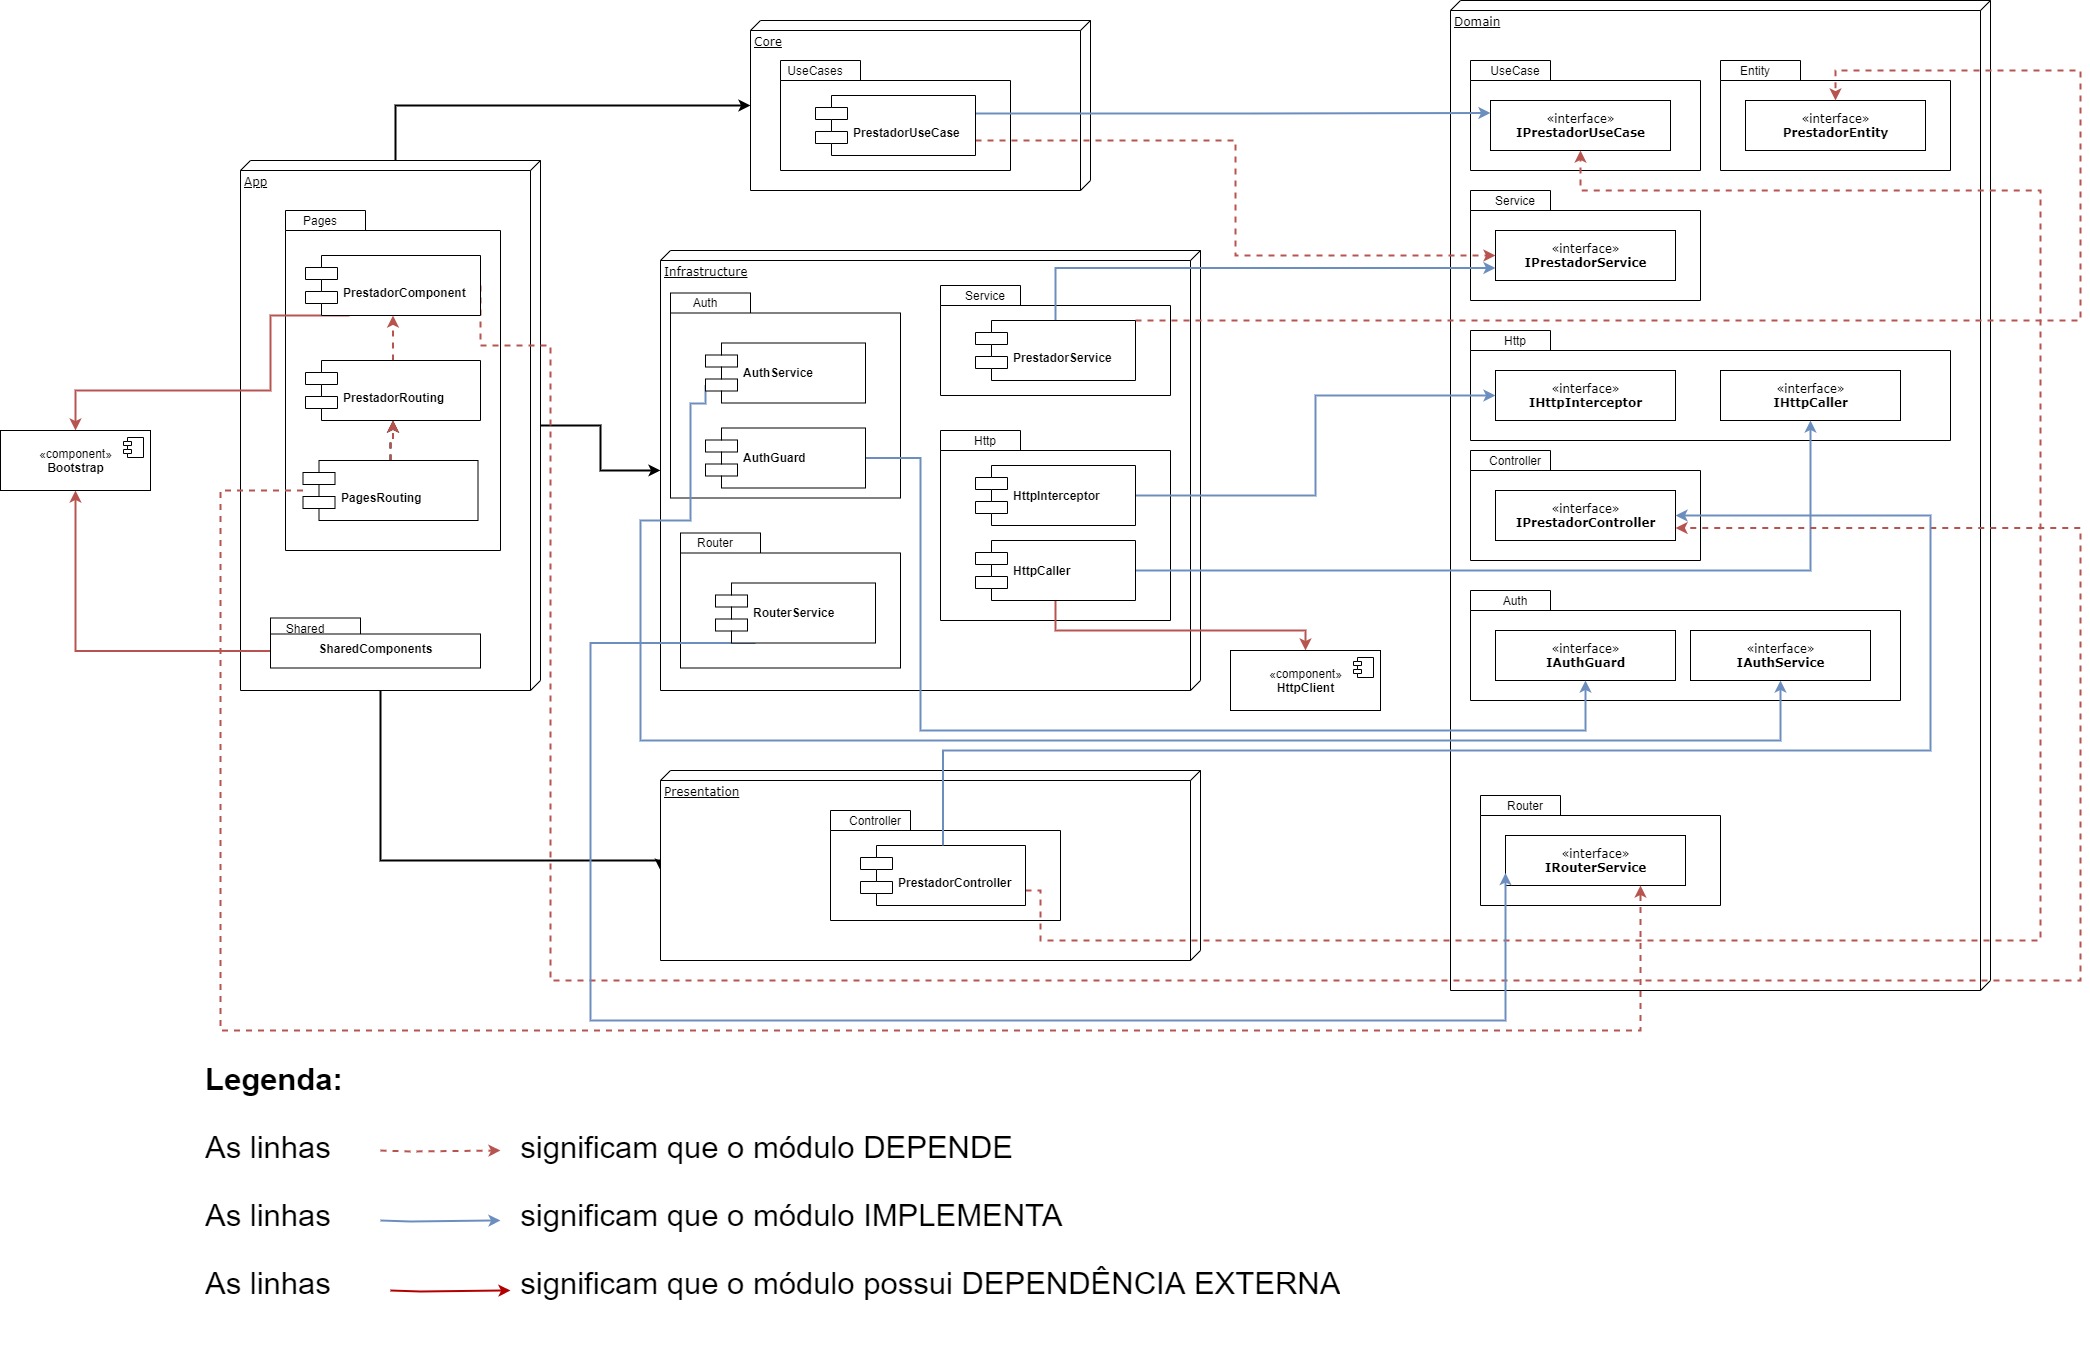 Core
UseCases
PrestadorUseCase
Domain
UseCase
«interface»
IPrestadorUseCase
Entity
«interface»
PrestadorEntity
Service
«interface»
IPrestadorService
Http
«interface»
IHttpInterceptor
«interface»
IHttpCaller
Controller
«interface»
IPrestadorController
Auth
«interface»
IAuthGuard
«interface»
IAuthService
Router
«interface»
IRouterService
App
Pages
PrestadorComponent
PrestadorRouting
PagesRouting
Shared
SharedComponents
«component»
Bootstrap
Infrastructure
Auth
AuthService
AuthGuard
Router
RouterService
Service
PrestadorService
Http
HttpInterceptor
HttpCaller
«component»
HttpClient
Presentation
Controller
PrestadorController
Legenda:
As linhas significam que o módulo DEPENDE
As linhas significam que o módulo IMPLEMENTA
As linhas significam que o módulo possui DEPENDÊNCIA EXTERNA